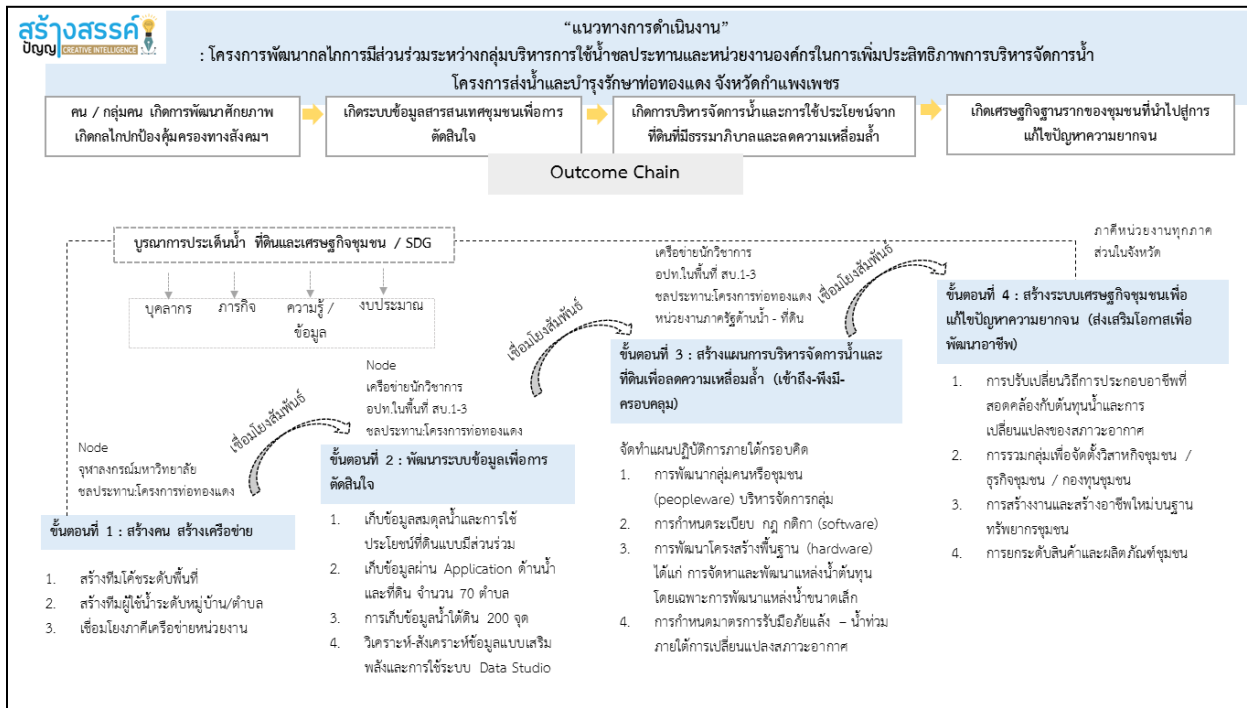 สร้างสรรค์
ปัญญ
CREATIVE INTELLIGENCE
“แนวทางการดำเนินงาน”
: โครงการพัฒนากลไกการมีส่วนร่วมระหว่างกลุ่มบริหารการใช้น้ำชลประทานและหน่วยงานองค์กรในการเพิ่มประสิทธิภาพการบริหารจัดการน้ำ
โครงการส่งน้ำและบำรุงรักษาท่อทองแดง จังหวัดกำแพงเพชร
คน / กลุ่มคน เกิดการพัฒนาศักยภาพ
เกิดกลไกปกป้องคุ้มครองทางสังคมฯ
เกิดระบบข้อมูลสารสนเทศชุมชนเพื่อการ
ตัดสินใจ
เกิดการบริหารจัดการน้ำและการใช้ประโยชน์จาก
ที่ดินที่มีธรรมาภิบาลและลดความเหลื่อมล้ำ
เกิดเศรษฐกิจฐานรากของชุมชนที่นำไปสู่การ
แก้ไขปัญหาความยากจน
Outcome Chain
บูรณาการประเด็นน้ำ ที่ดินและเศรษฐกิจชุมชน / SDG
บุคลากร
ภารกิจ
ความรู้ /
ข้อมูล
งบประมาณ
Node
จุฬาลงกรณ์มหาวิทยาลัย
ชลประทาน:โครงการท่อทองแดง
ขั้นตอนที่ 1 : สร้างคน สร้างเครือข่าย
1. สร้างทีมโค้ชระดับพื้นที่
2. สร้างทีมผู้ใช้น้ำระดับหมู่บ้าน/ตำบล
3. เชื่อมโยงภาคีเครือข่ายหน่วยงาน
เชื่อมโยงสัมพันธ์
Node
เครือข่ายนักวิชาการ
อปท.ในพื้นที่ สบ.1-3
ชลประทาน:โครงการท่อทองแดง
ขั้นตอนที่ 2 : พัฒนาระบบข้อมูลเพื่อการ
ตัดสินใจ
1. เก็บข้อมูลสมดุลน้ำและการใช้
ประโยชน์ที่ดินแบบมีส่วนร่วม
2. เก็บข้อมูลผ่าน Application ด้านน้ำ
และที่ดิน จำนวน 70 ตำบล
3. การเก็บข้อมูลน้ำใต้ดิน 200 จุด
4. วิเคราะห์-สังเคราะห์ข้อมูลแบบเสริม
พลังและการใช้ระบบ Data Studio
เชื่อมโยงสัมพันธ์
เครือข่ายนักวิชาการ
อปท.ในพื้นที่ สบ.1-3
ชลประทาน:โครงการท่อทองแดง
หน่วยงานภาครัฐด้านน้ำ - ที่ดิน
ขั้นตอนที่ 3 : สร้างแผนการบริหารจัดการน้ำและ
ที่ดินเพื่อลดความเหลื่อมล้ำ (เข้าถึง-พึงมี-
ครอบคลุม)
จัดทำแผนปฏิบัติการภายใต้กรอบคิด
1. การพัฒนากลุ่มคนหรือชุมชน
(peopleware) บริหารจัดการกลุ่ม
2. การกำหนดระเบียบ กฎ กติกา (software)
3. การพัฒนาโครงสร้างพื้นฐาน (hardware)
ได้แก่ การจัดหาและพัฒนาแหล่งน้ำต้นทุน
โดยเฉพาะการพัฒนาแหล่งน้ำขนาดเล็ก
4. การกำหนดมาตรการรับมือภัยแล้ง – น้ำท่วม
ภายใต้การเปลี่ยนแปลงสภาวะอากาศ
เชื่อมโยงสัมพันธ์
ภาคีหน่วยงานทุกภาค
ส่วนในจังหวัด
ขั้นตอนที่ 4 : สร้างระบบเศรษฐกิจชุมชนเพื่อ
แก้ไขปัญหาความยากจน (ส่งเสริมโอกาสเพื่อ
พัฒนาอาชีพ)
1. การปรับเปลี่ยนวิถีการประกอบอาชีพที่
สอดคล้องกับต้นทุนน้ำและการ
เปลี่ยนแปลงของสภาวะอากาศ
2. การรวมกลุ่มเพื่อจัดตั้งวิสาหกิจชุมชน /
ธุรกิจชุมชน / กองทุนชุมชน
3. การสร้างงานและสร้างอาชีพใหม่บนฐาน
ทรัพยากรชุมชน
4. การยกระดับสินค้าและผลิตภัณฑ์ชุมชน